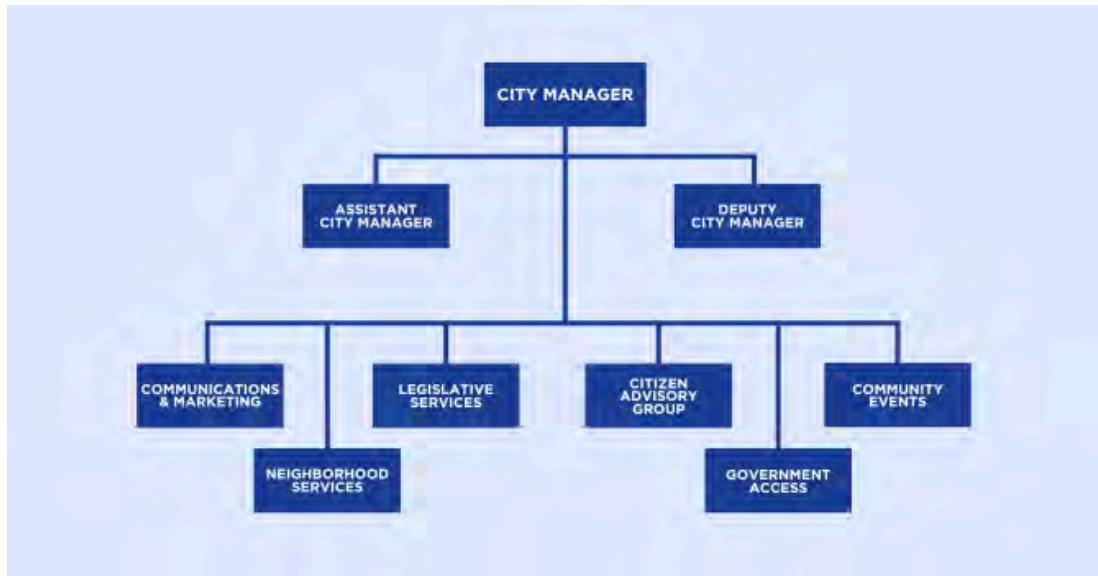 CITY MANAGER
ASSISTANT
CITY MANAGER
DEPUTY
CITY MANAGER
COMMUNICATIONS
& MARKETING
LEGISLATIVE
SERVICES
CITIZEN
ADVISORY
GROUP
COMMUNITY
EVENTS
NEIGHBORHOOD
SERVICES
GOVERNMENT
ACCESS